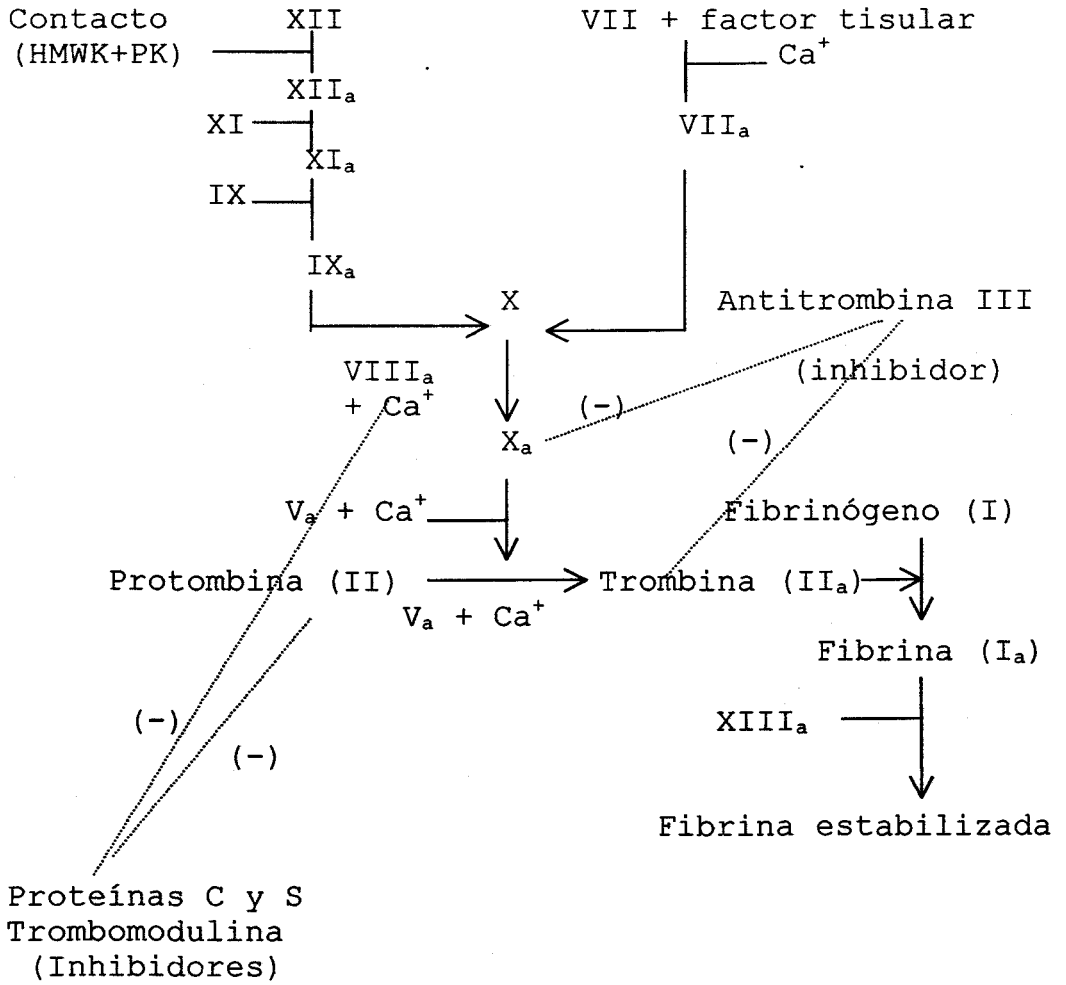 Contacto XII VII + factor tisular
(HMWK+PK) Ca⁺
XIIₐ
XI VIIₐ
XIₐ
IX
IXₐ
X Antitrombina III
VIIIₐ (inhibidor)
+ Ca⁺ (-)
Xₐ (-)
Vₐ + Ca⁺ Fibrinógeno (I)
Protombina (II) Trombina (IIₐ)
Vₐ + Ca⁺
Fibrina (Iₐ)
(-) XIIIₐ
(-)
Fibrina estabilizada
Proteínas C y S
Trombomodulina
(Inhibidores)